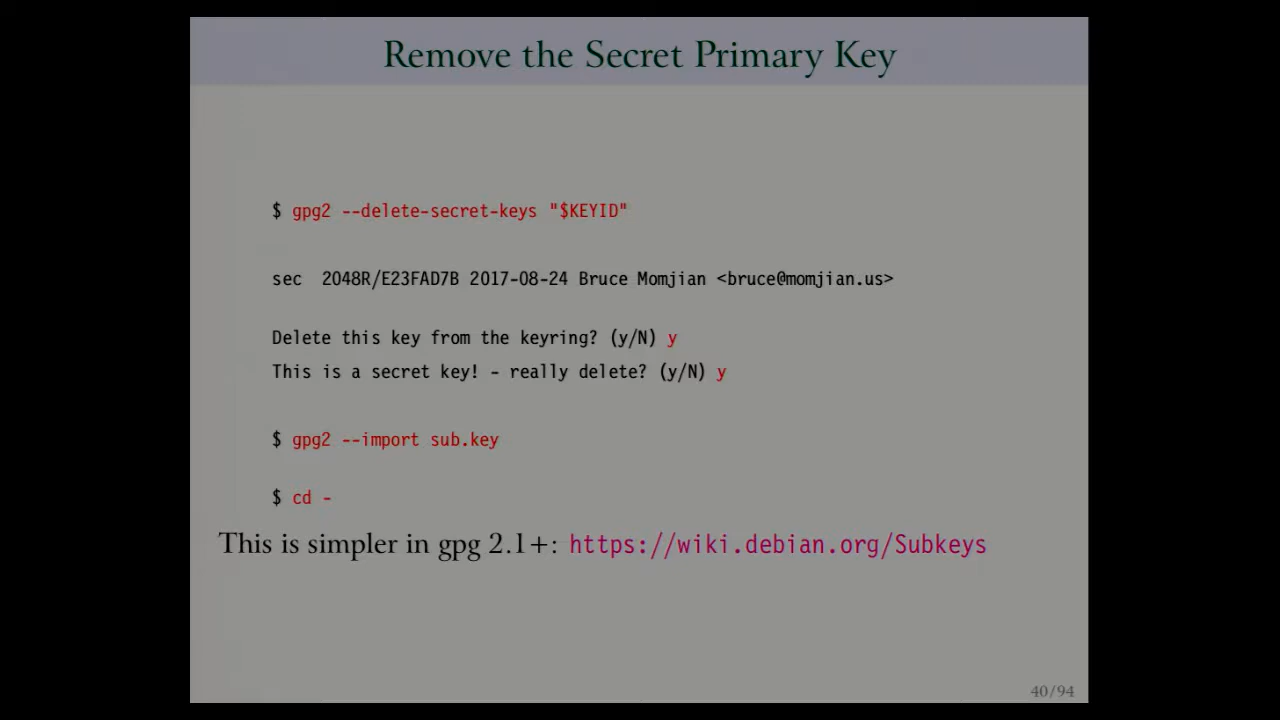 Remove the Secret Primary Key
$ gpg2 --delete-secret-keys "$KEYID"
sec  2048R/E23FAD7B 2017-08-24 Bruce Momjian <bruce@momjian.us>
Delete this key from the keyring? (y/N) y
This is a secret key! - really delete? (y/N) y
$ gpg2 --import sub.key
$ cd -
This is simpler in gpg 2.1+: https://wiki.debian.org/Subkeys
40/94